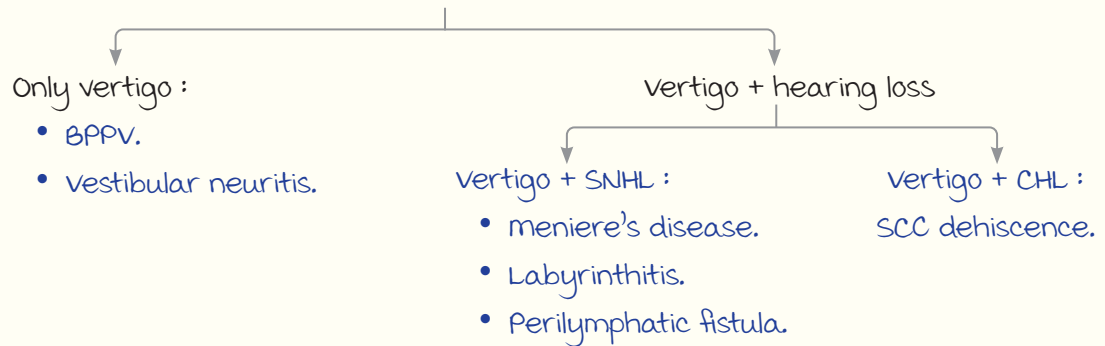 Only vertigo :
• BPPV.
• Vestibular neuritis.
Vertigo + hearing loss
Vertigo + SNHL :
• meniere's disease.
• Labyrinthitis.
• Perilymphatic fistula.
Vertigo + CHL :
SCC dehiscence.